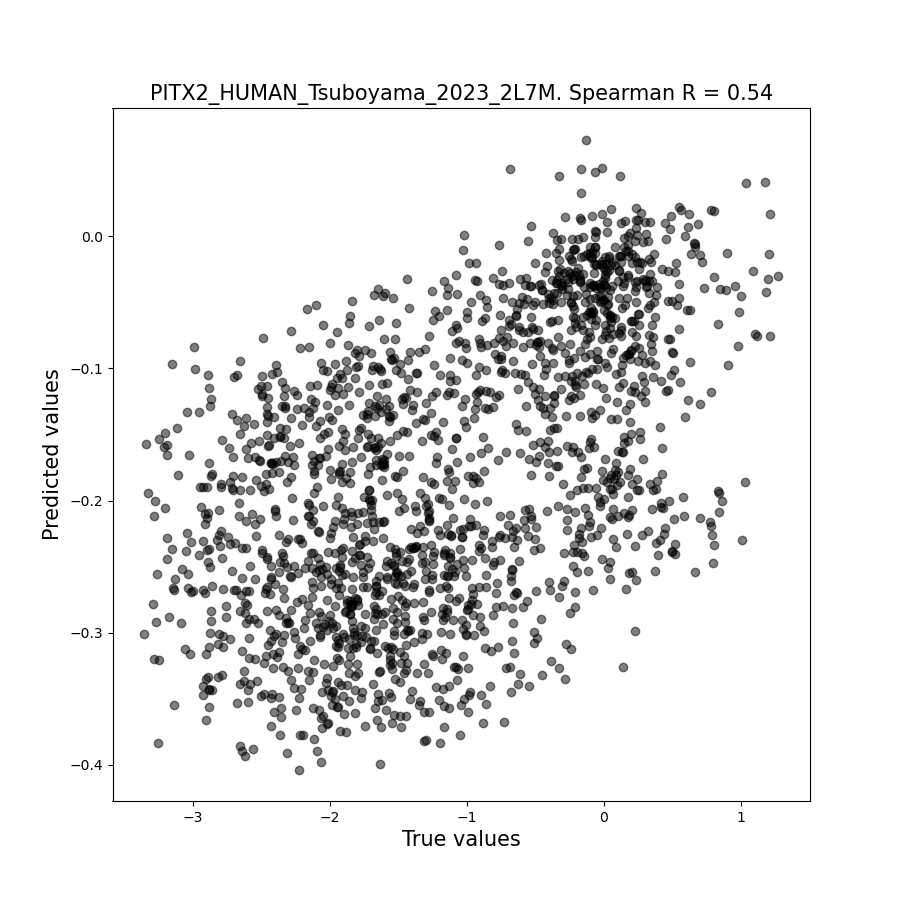 PITX2_HUMAN_Tsuboyama_2023_2L7M. Spearman R = 0.54
0.0
−0.1
−0.2
−0.3
−0.4
Predicted values
−3 −2 −1 0 1
True values